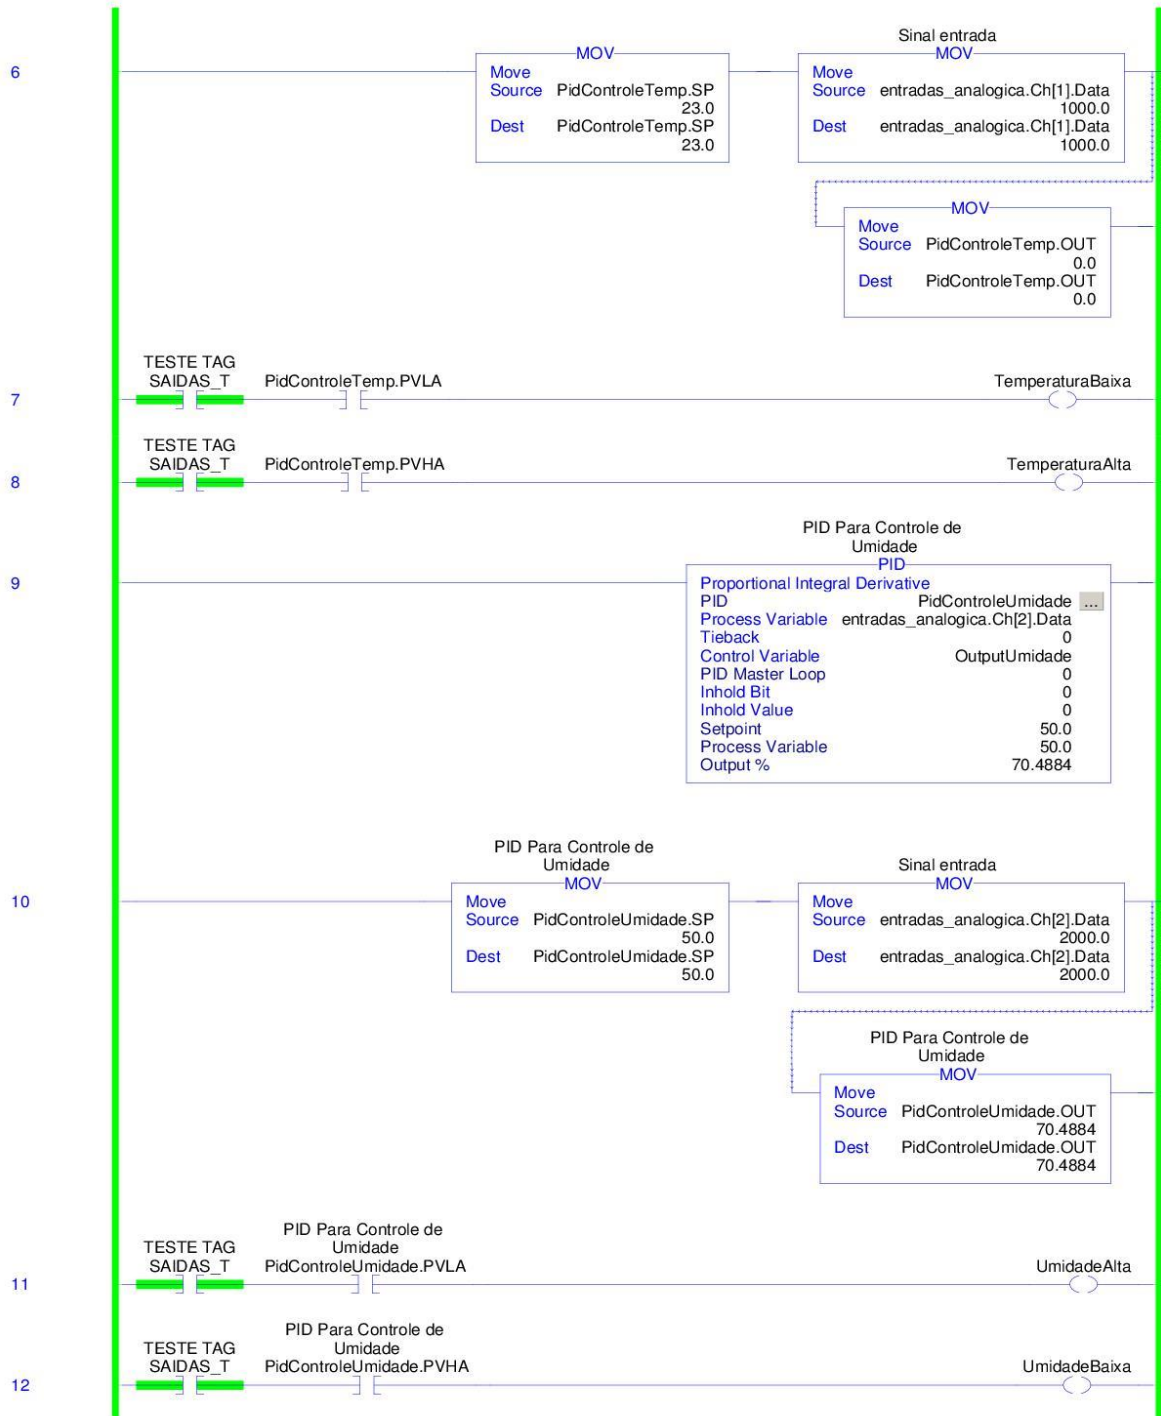 6
MOV
Move
Source PidControleTemp.SP
23.0
Dest PidControleTemp.SP
23.0
Sinal entrada
MOV
Move
Source entradas_analogica.Ch[1].Data
1000.0
Dest entradas_analogica.Ch[1].Data
1000.0
MOV
Move
Source PidControleTemp.OUT
0.0
Dest PidControleTemp.OUT
0.0
7
TESTE TAG
SAIDAS_T PidControleTemp.PVLA TemperaturaBaixa
8
TESTE TAG
SAIDAS_T PidControleTemp.PVHA TemperaturaAlta
9
PID Para Controle de
Umidade
PID
Proportional Integral Derivative
PID PidControleUmidade ...
Process Variable entradas_analogica.Ch[2].Data
Tieback 0
Control Variable OutputUmidade
PID Master Loop 0
Inhold Bit 0
Inhold Value 0
Setpoint 50.0
Process Variable 50.0
Output % 70.4884
10
PID Para Controle de
Umidade
MOV
Move
Source PidControleUmidade.SP
50.0
Dest PidControleUmidade.SP
50.0
Sinal entrada
MOV
Move
Source entradas_analogica.Ch[2].Data
2000.0
Dest entradas_analogica.Ch[2].Data
2000.0
PID Para Controle de
Umidade
MOV
Move
Source PidControleUmidade.OUT
70.4884
Dest PidControleUmidade.OUT
70.4884
11
TESTE TAG
SAIDAS_T
PID Para Controle de
Umidade
PidControleUmidade.PVLA
UmidadeAlta
12
TESTE TAG
SAIDAS_T
PID Para Controle de
Umidade
PidControleUmidade.PVHA
UmidadeBaixa